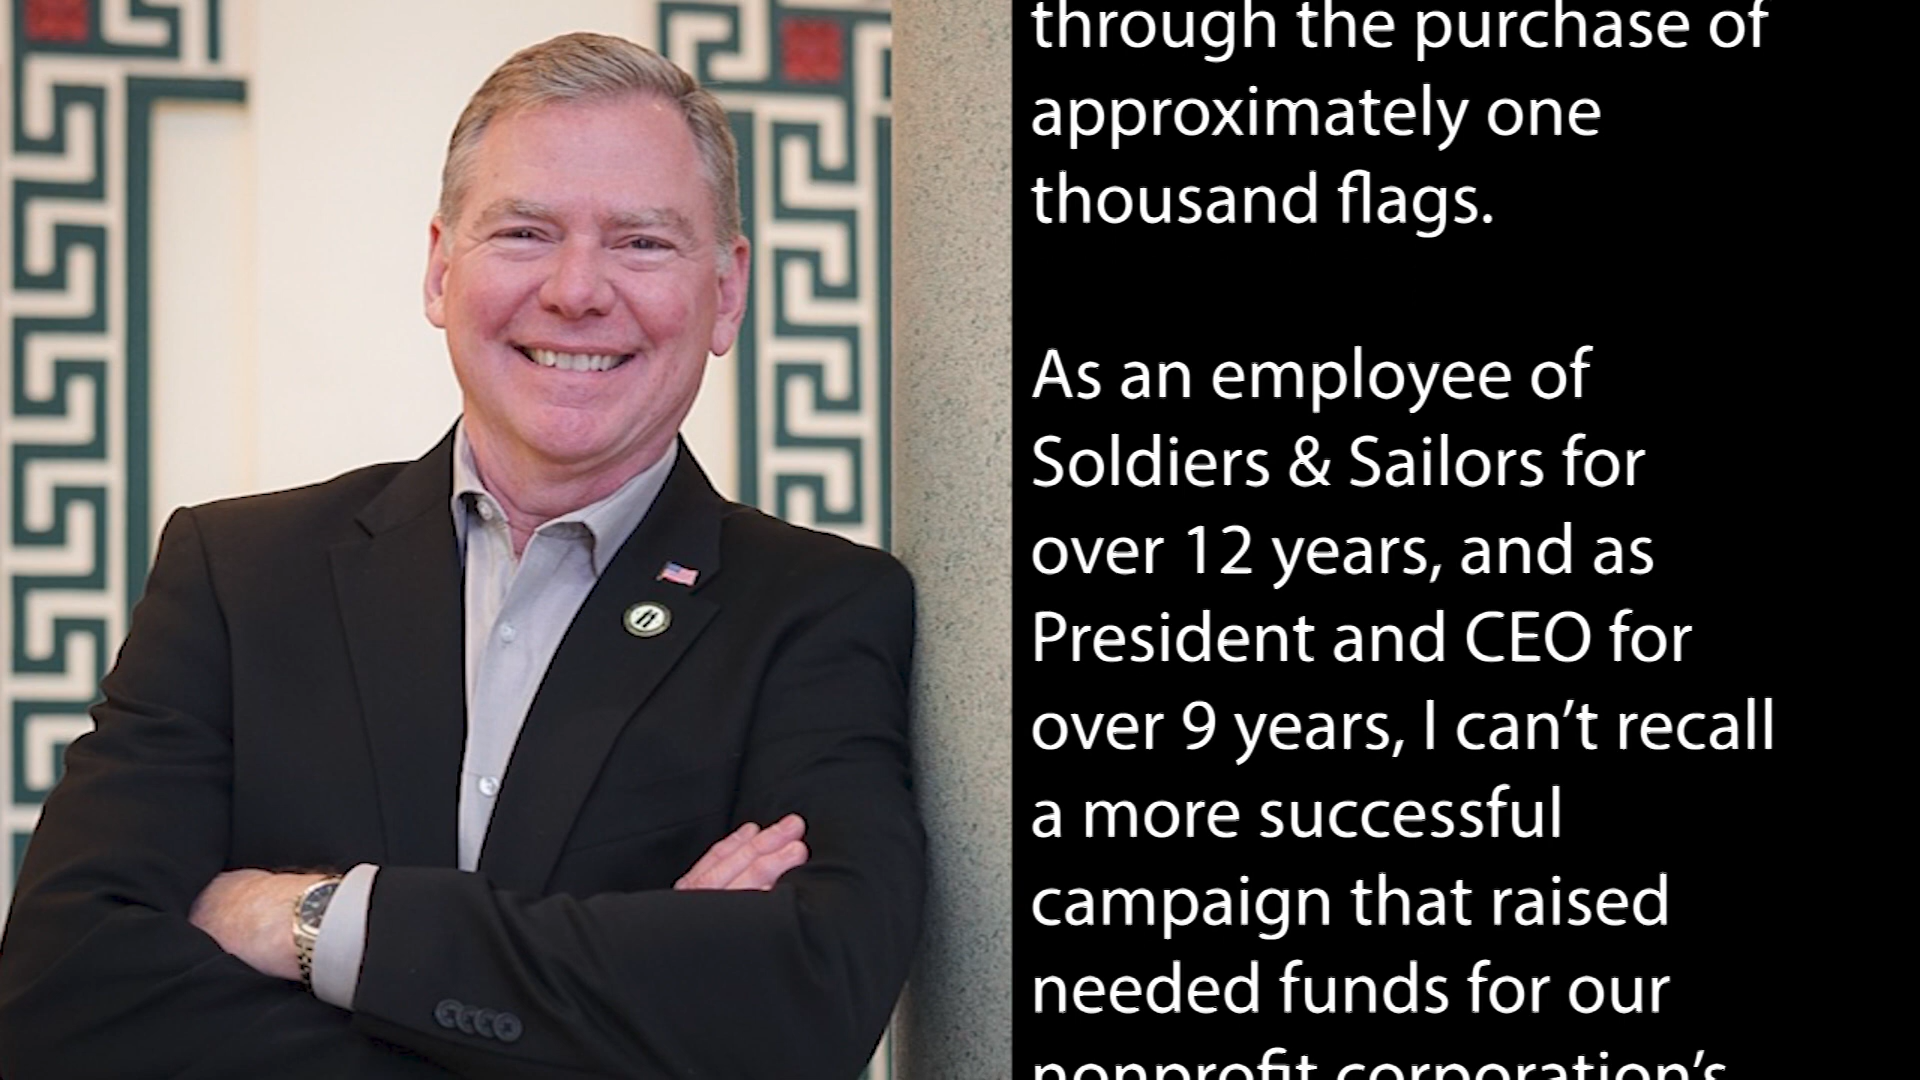 through the purchase of
approximately one
thousand flags.
As an employee of
Soldiers & Sailors for
over 12 years, and as
President and CEO for
over 9 years, I can’t recall
a more successful
campaign that raised
needed funds for our
nonprofit corporation’s